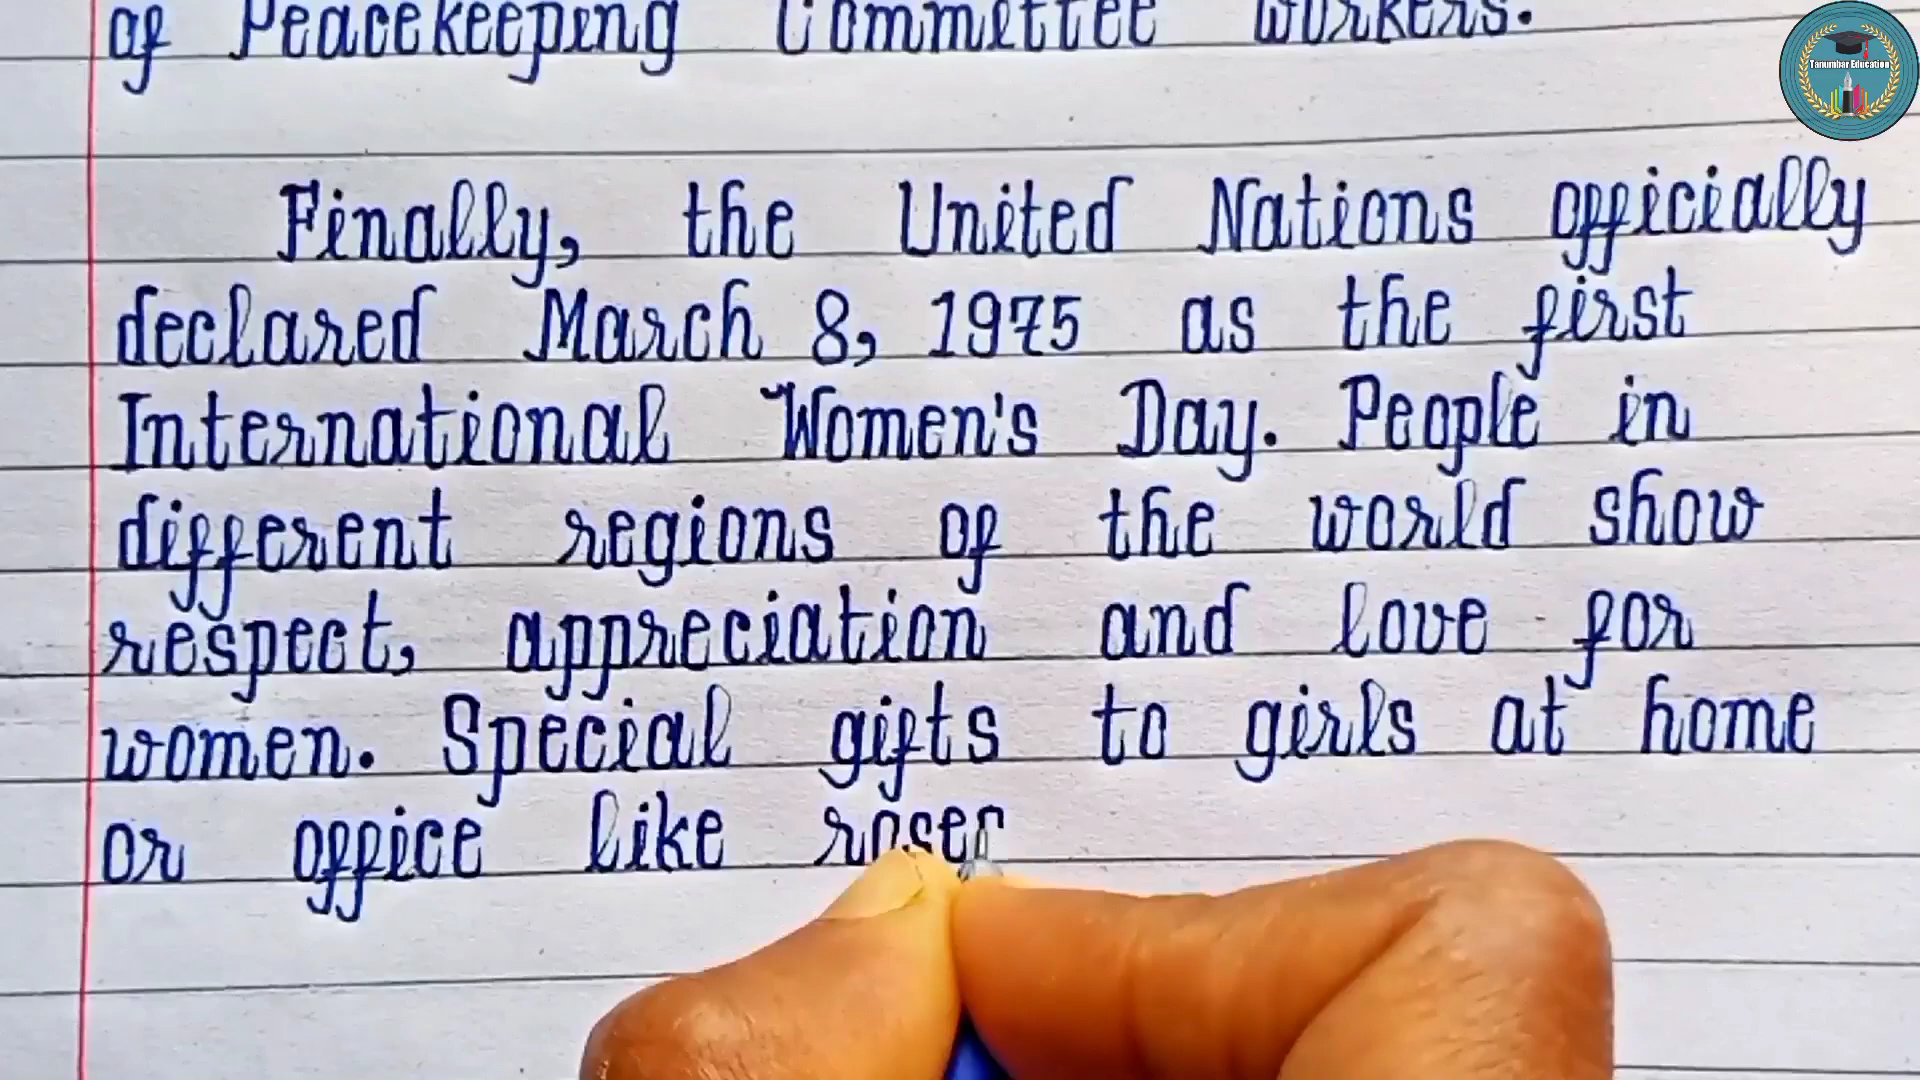 of Peacekeeping Committee workers.
Tanumbar Education
Finally, the United Nations officially
declared March 8, 1975 as the first
International Women's Day. People in
different regions of the world show
respect, appreciation and love for
women. Special gifts to girls at home
or office like